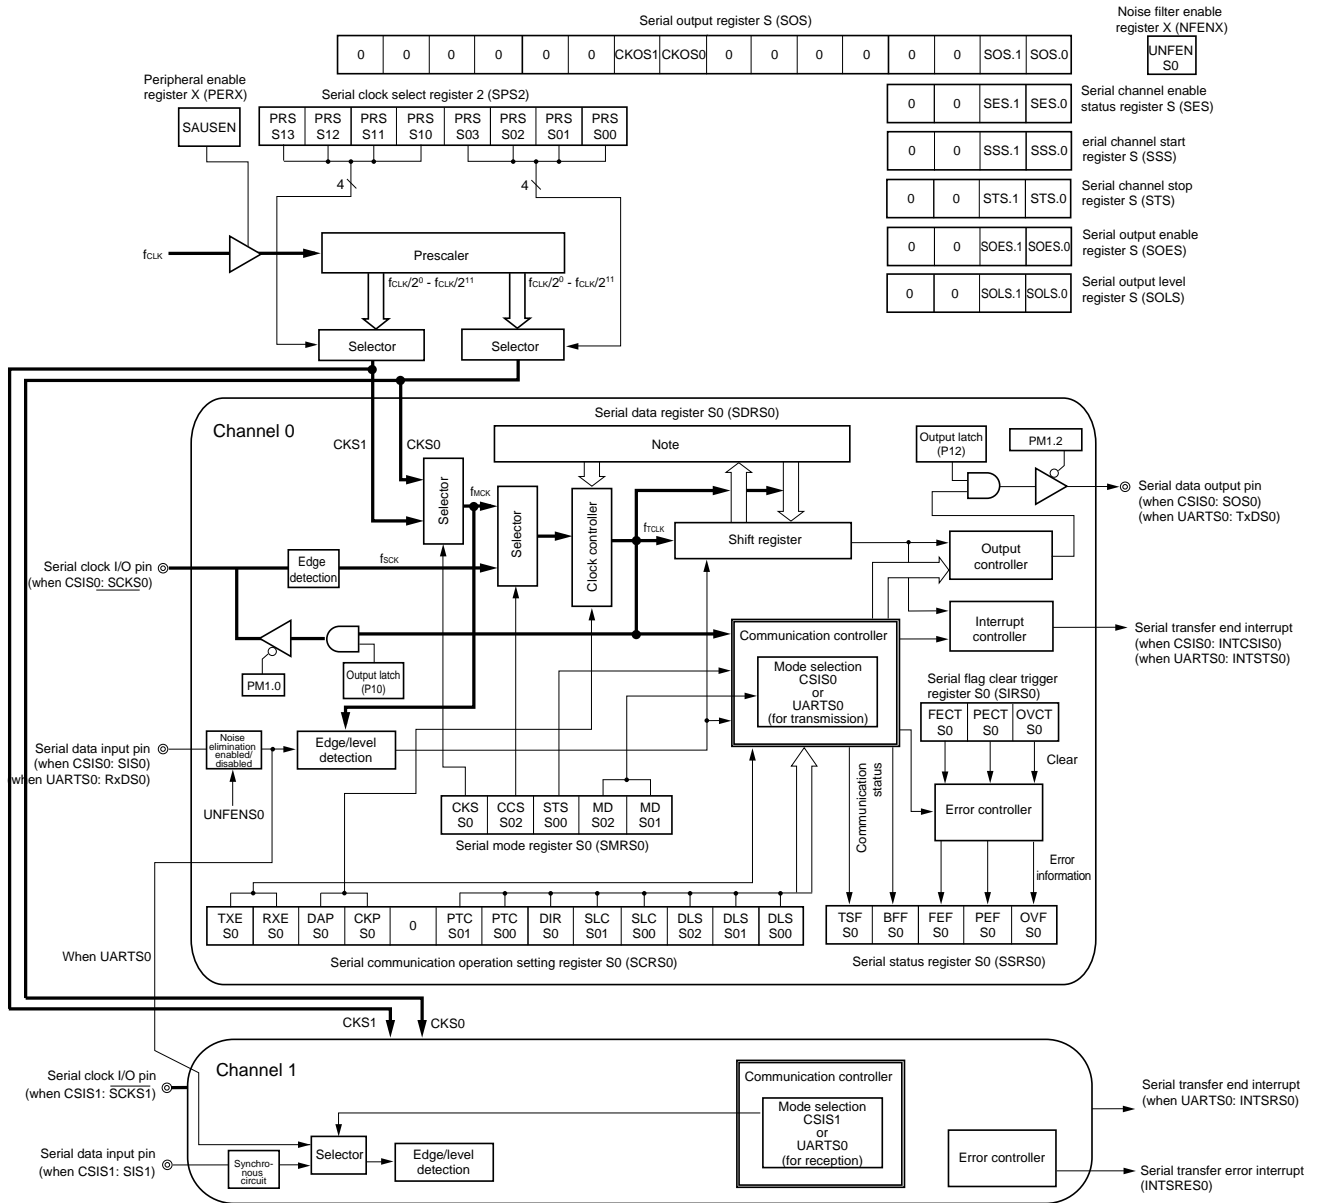 Serial output register S (SOS)
0 0 0 0 0 0 CKOS1 CKOS0 0 0 0 0 0 0 SOS.1 SOS.0
Noise filter enable
register X (NFENX)
UNFEN
S0
Peripheral enable
register X (PERX)
SAUSEN
Serial clock select register 2 (SPS2)
PRS PRS PRS PRS PRS PRS PRS PRS
S13 S12 S11 S10 S03 S02 S01 S00
4
4
0 0 SES.1 SES.0
Serial channel enable
status register S (SES)
0 0 SSS.1 SSS.0
erial channel start
register S (SSS)
0 0 STS.1 STS.0
Serial channel stop
register S (STS)
0 0 SOES.1 SOES.0
Serial output enable
register S (SOES)
0 0 SOLS.1 SOLS.0
Serial output level
register S (SOLS)
fCLK
Prescaler
fCLK/2⁰ - fCLK/2¹¹
fCLK/2⁰ - fCLK/2¹¹
Selector
Selector
Channel 0
CKS1
CKS0
Serial data register S0 (SDRS0)
Note
Selector
fMCK
Selector
Clock controller
fTCLK
Shift register
Output latch
(P12)
PM1.2
Serial data output pin
(when CSIS0: SOS0)
(when UARTS0: TxDS0)
Output
controller
Serial clock I/O pin
(when CSIS0: SCKS0)
Edge
detection
fSCK
PM1.0
Output latch
(P10)
Communication controller
Mode selection
CSIS0
or
UARTS0
(for transmission)
Interrupt
controller
Serial transfer end interrupt
(when CSIS0: INTCSIS0)
(when UARTS0: INTSTS0)
Serial flag clear trigger
register S0 (SIRS0)
FECT PECT OVCT
S0 S0 S0
Clear
Serial data input pin
(when CSIS0: SIS0)
(when UARTS0: RxDS0)
Noise
elimination
enabled/
disabled
UNFENS0
Edge/level
detection
CKS CCS STS MD MD
S0 S02 S00 S02 S01
Serial mode register S0 (SMRS0)
Communication
status
Error controller
Error
information
TXE RXE DAP CKP 0 PTC PTC DIR SLC SLC DLS DLS DLS
S0 S0 S0 S0 S01 S00 S0 S01 S00 S02 S01 S00
Serial communication operation setting register S0 (SCRS0)
TSF BFF FEF PEF OVF
S0 S0 S0 S0 S0
Serial status register S0 (SSRS0)
When UARTS0
CKS1
CKS0
Channel 1
Serial clock I/O pin
(when CSIS1: SCKS1)
Serial data input pin
(when CSIS1: SIS1)
Synchro-
nous
circuit
Selector
Edge/level
detection
Communication controller
Mode selection
CSIS1
or
UARTS0
(for reception)
Error controller
Serial transfer end interrupt
(when UARTS0: INTSRS0)
Serial transfer error interrupt
(INTSRES0)